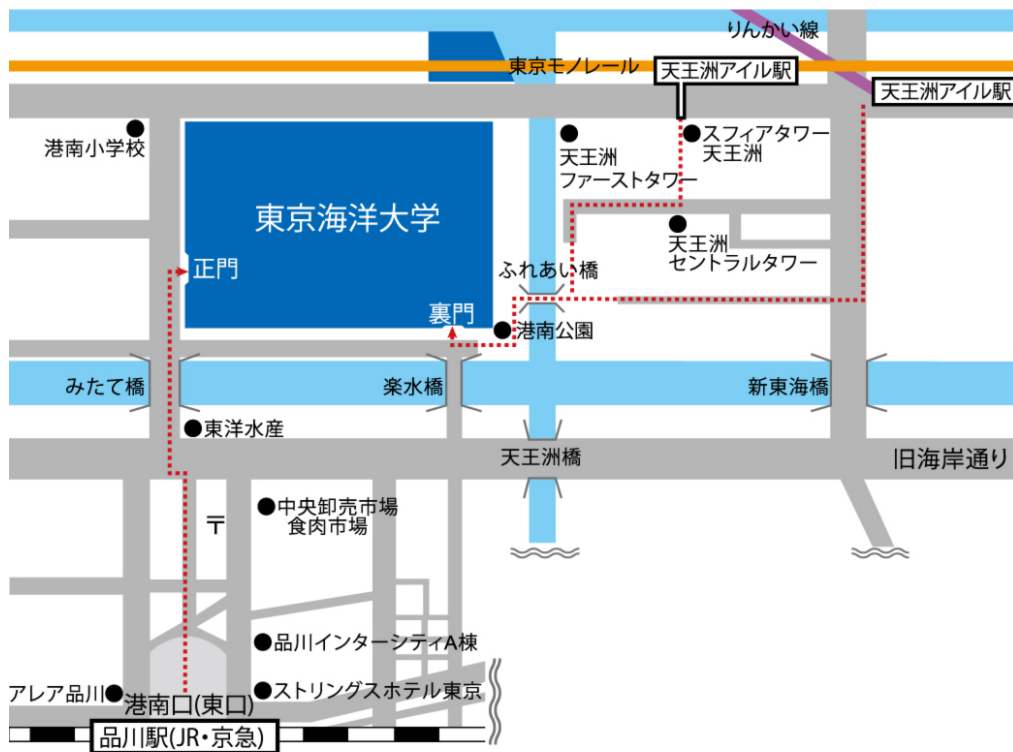 りんかい線
東京モノレール
天王洲アイル駅
天王洲アイル駅
港南小学校
天王洲
ファーストタワー
スフィアタワー
天王洲
東京海洋大学
天王洲
セントラルタワー
正門
ふれあい橋
裏門
港南公園
みたて橋
楽水橋
新東海橋
東洋水産
天王洲橋
旧海岸通り
中央卸売市場
食肉市場
〒
品川インターシティA棟
アレア品川
港南口(東口)
ストリングスホテル東京
品川駅(JR・京急)